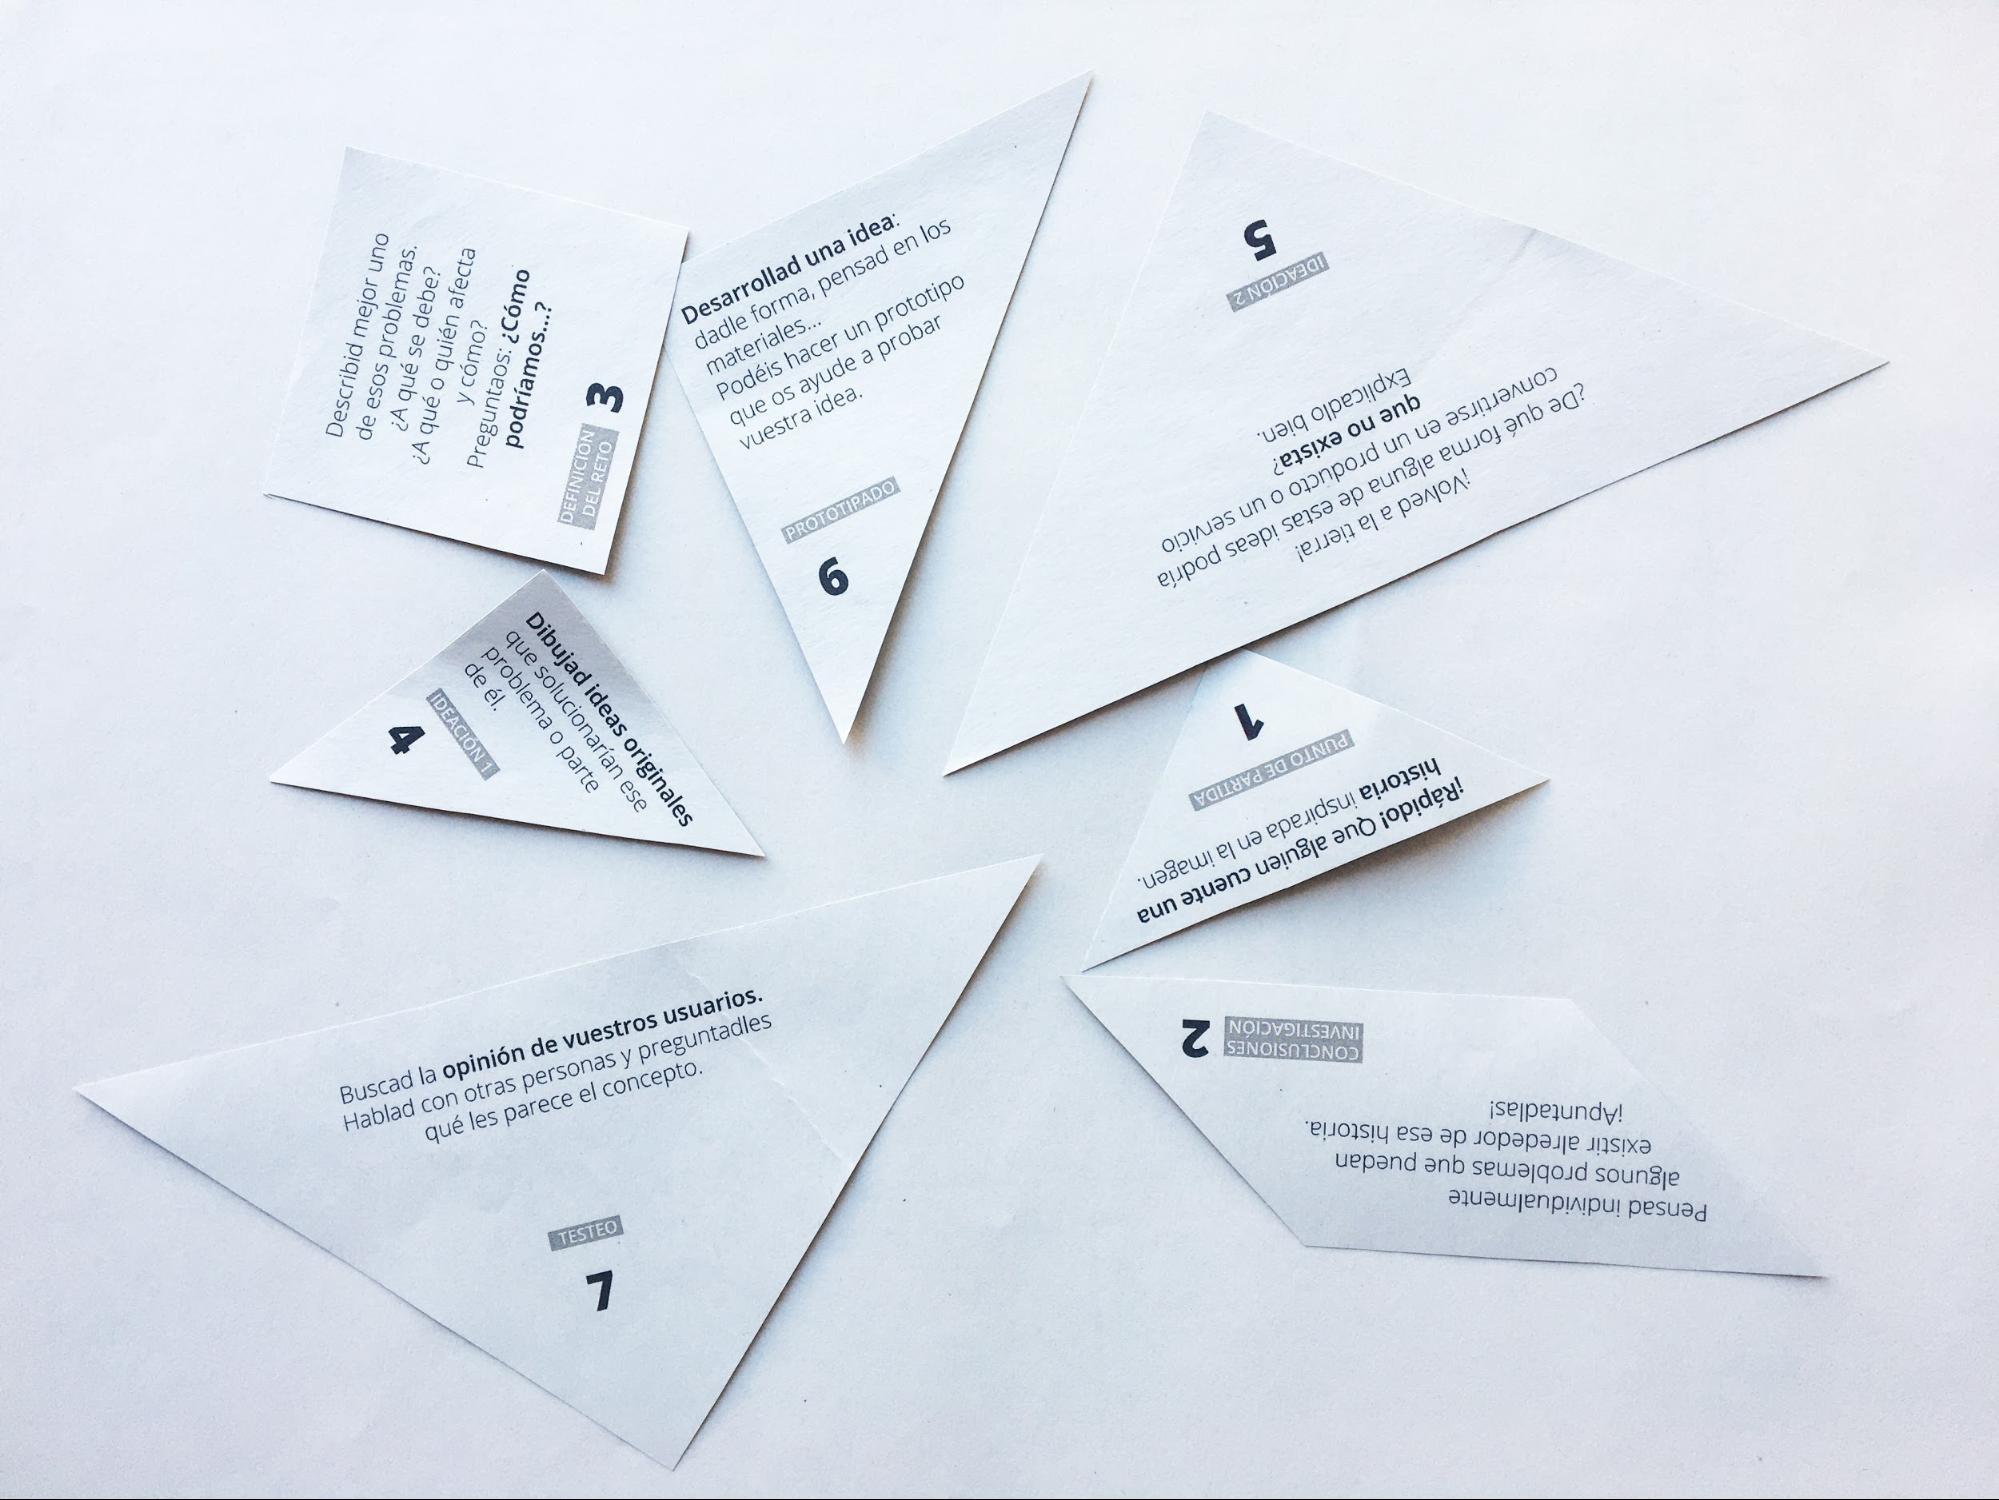 ¡Rápido! Que alguien cuente una
historia inspirada en la imagen.
PUNTO DE PARTIDA
1
Pensad individualmente
algunos problemas que puedan
existir alrededor de esa historia.
¡Apuntadlas!
CONCLUSIONES
INVESTIGACIÓN
2
Describid mejor uno
de esos problemas.
¿A qué se debe?
¿A qué o quién afecta
y cómo?
Preguntaos: ¿Cómo
podríamos...?
DEFINICIÓN
DEL RETO
3
Dibujad ideas originales
que solucionarían ese
problema o parte
de él.
IDEACIÓN 1
4
¡Volved a la tierra!
¿De qué forma alguna de estas ideas podría
convertirse en un producto o un servicio
que no exista?
Explicadlo bien.
IDEACIÓN 2
5
Desarrollad una idea:
dadle forma, pensad en los
materiales...
Podéis hacer un prototipo
que os ayude a probar
vuestra idea.
PROTOTIPADO
6
Buscad la opinión de vuestros usuarios.
Hablad con otras personas y preguntadles
qué les parece el concepto.
TESTEO
7